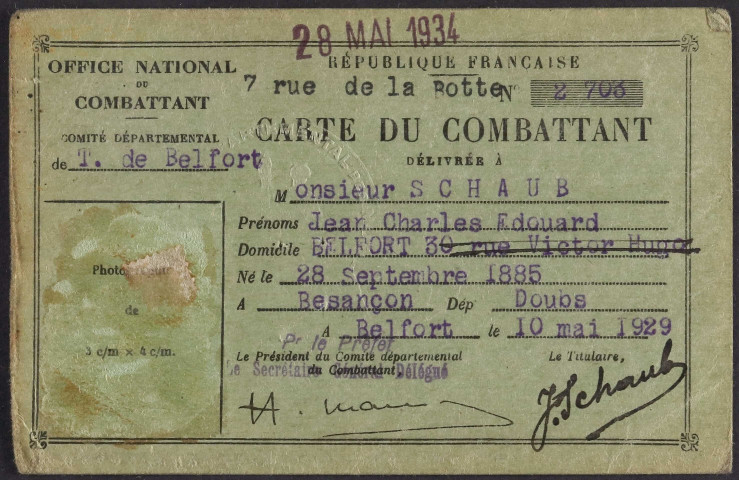 28 MAI 1934
OFFICE NATIONAL
DU
COMBATTANT
COMITÉ DÉPARTEMENTAL
de T. de Belfort
RÉPUBLIQUE FRANÇAISE
7 rue de la Botte N° 2 703
CARTE DU COMBATTANT
DÉLIVRÉE À
Monsieur SCHAUB
Prénoms Jean Charles Edouard
Domicile BELFORT 30 rue Victor Hugo
Né le 28 Septembre 1885
A Besançon Dép Doubs
A Belfort le 10 mai 1929
Photographie
de
3 c/m × 4 c/m.
Pr le Préfet
Le Président du Comité départemental
du Combattant,
Le Secrétaire Général Délégué
Le Titulaire,
J. Schaub